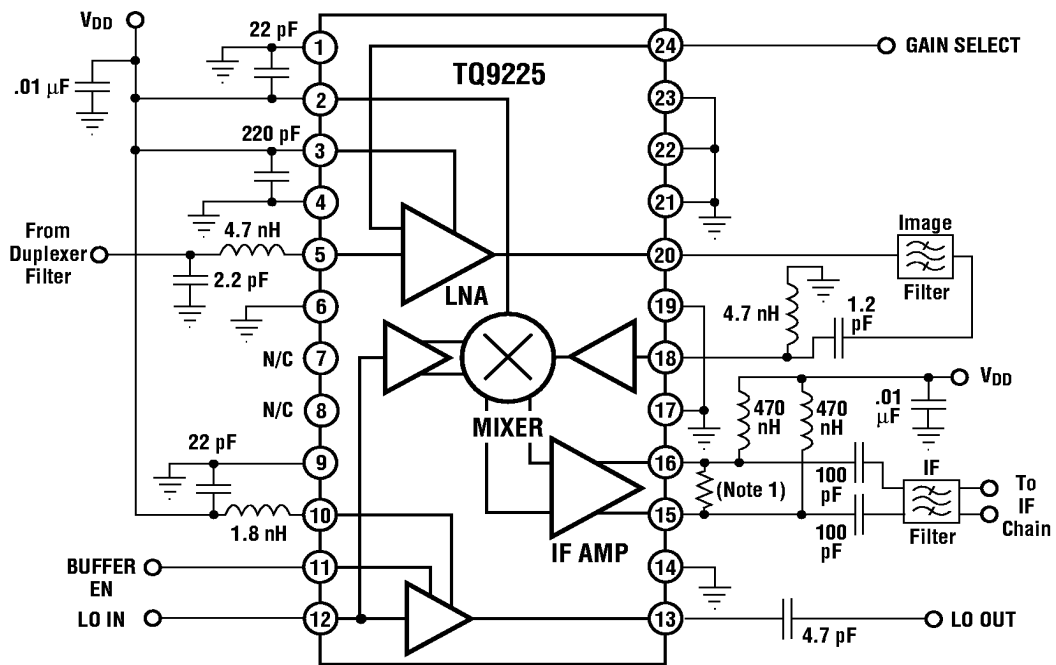 VDD
22 pF
.01 μF
1
24
GAIN SELECT
TQ9225
2
23
220 pF
3
22
4
21
From
Duplexer
Filter
4.7 nH
5
20
Image
Filter
2.2 pF
LNA
6
19
4.7 nH
1.2
pF
N/C
7
18
VDD
N/C
8
17
470
nH
470
nH
.01
μF
MIXER
22 pF
9
16
100
pF
IF
Filter
(Note 1)
To
IF
Chain
10
15
1.8 nH
IF AMP
100
pF
BUFFER
EN
11
14
LO IN
12
13
LO OUT
4.7 pF